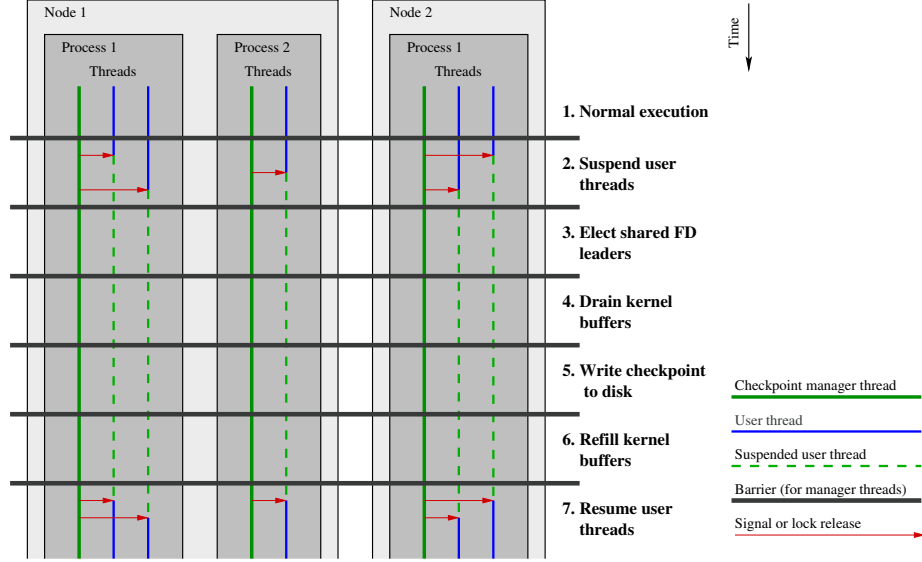 Node 1
Node 2
Process 1
Process 2
Process 1
Threads
Threads
Threads
Time
1. Normal execution
2. Suspend user
threads
3. Elect shared FD
leaders
4. Drain kernel
buffers
5. Write checkpoint
to disk
6. Refill kernel
buffers
7. Resume user
threads
Checkpoint manager thread
User thread
Suspended user thread
Barrier (for manager threads)
Signal or lock release